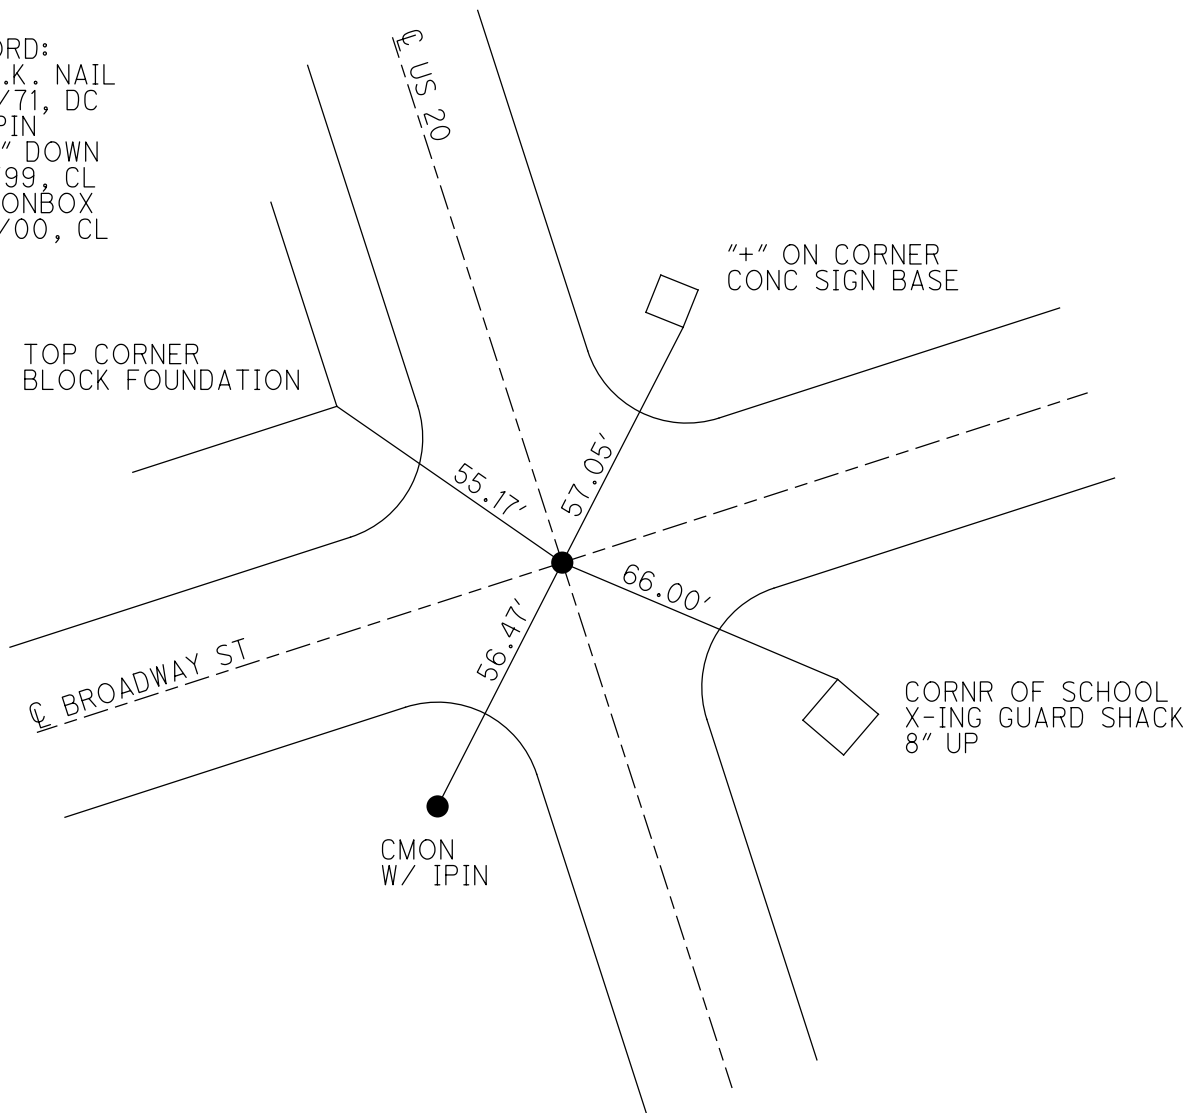 ORD:
.K. NAIL
/71, DC
PIN
" DOWN
99, CL
ONBOX
/00, CL
℄ US 20
"+" ON CORNER
CONC SIGN BASE
TOP CORNER
BLOCK FOUNDATION
55.17'
57.05'
66.00'
56.47'
℄ BROADWAY ST
CORNR OF SCHOOL
X-ING GUARD SHACK
8" UP
CMON
W/ IPIN